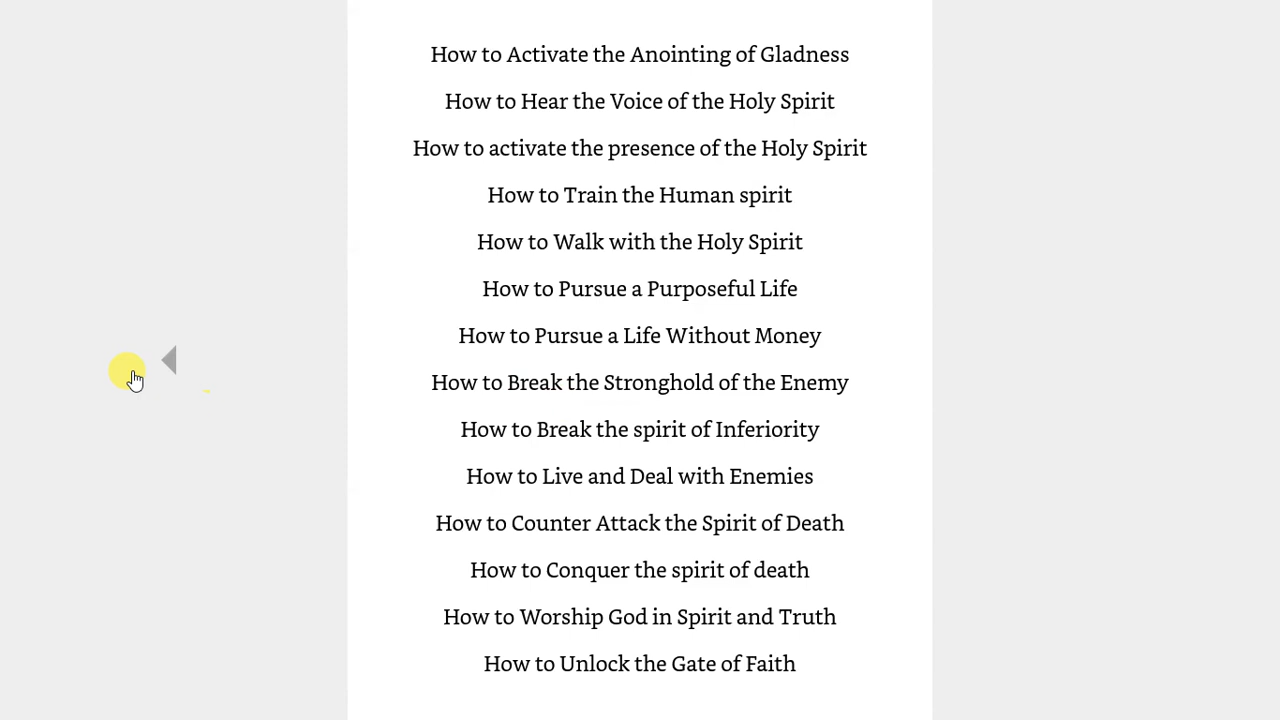 How to Activate the Anointing of Gladness
How to Hear the Voice of the Holy Spirit
How to activate the presence of the Holy Spirit
How to Train the Human spirit
How to Walk with the Holy Spirit
How to Pursue a Purposeful Life
How to Pursue a Life Without Money
How to Break the Stronghold of the Enemy
How to Break the spirit of Inferiority
How to Live and Deal with Enemies
How to Counter Attack the Spirit of Death
How to Conquer the spirit of death
How to Worship God in Spirit and Truth
How to Unlock the Gate of Faith